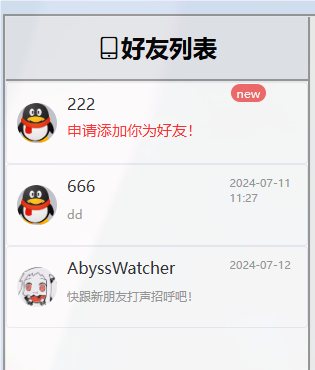 好友列表
222
new
申请添加你为好友！
666
2024-07-11
11:27
dd
AbyssWatcher
2024-07-12
快跟新朋友打声招呼吧！